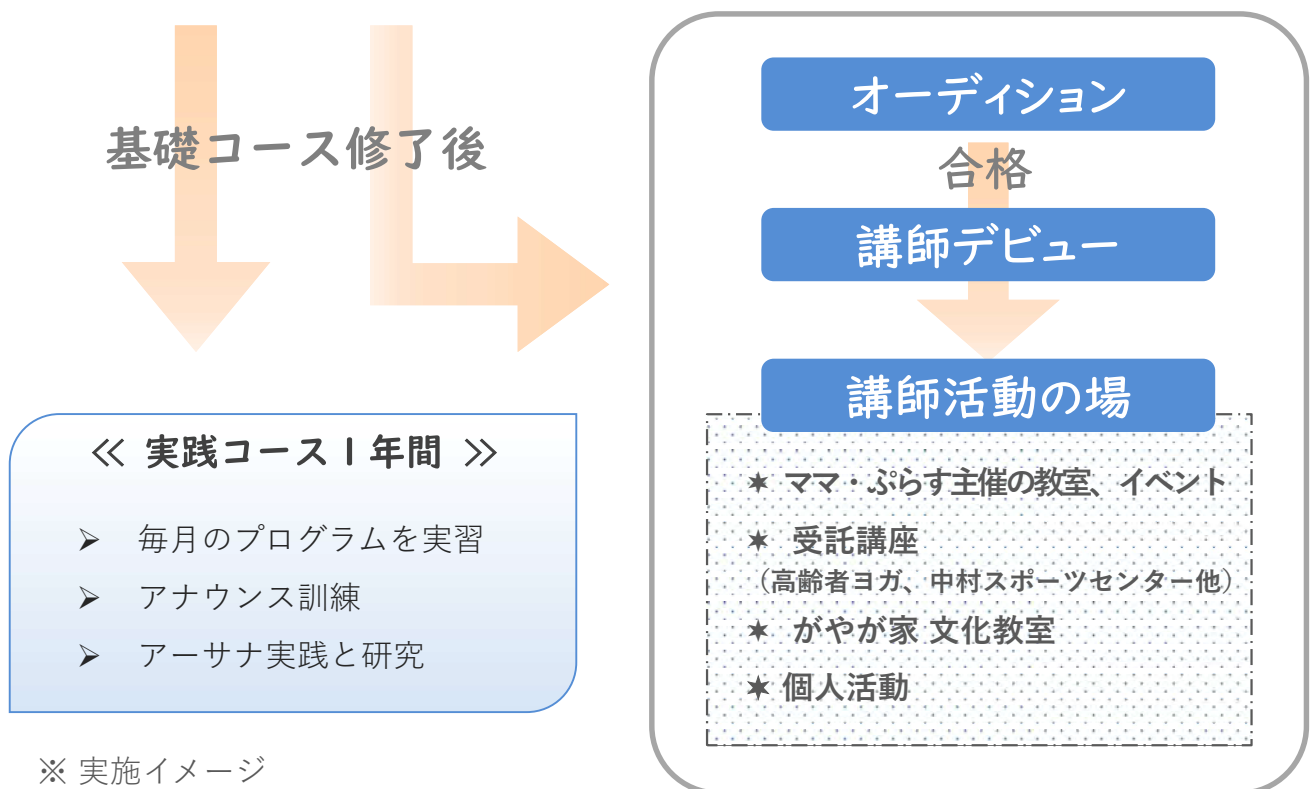 基礎コース修了後
≪ 実践コース1年間 ≫
➢ 毎月のプログラムを実習
➢ アナウンス訓練
➢ アーサナ実践と研究
※ 実施イメージ
オーディション
合格
講師デビュー
講師活動の場
✶ ママ・ぷらす主催の教室、イベント
✶ 受託講座
（高齢者ヨガ、中村スポーツセンター他）
✶ がやが家 文化教室
✶ 個人活動